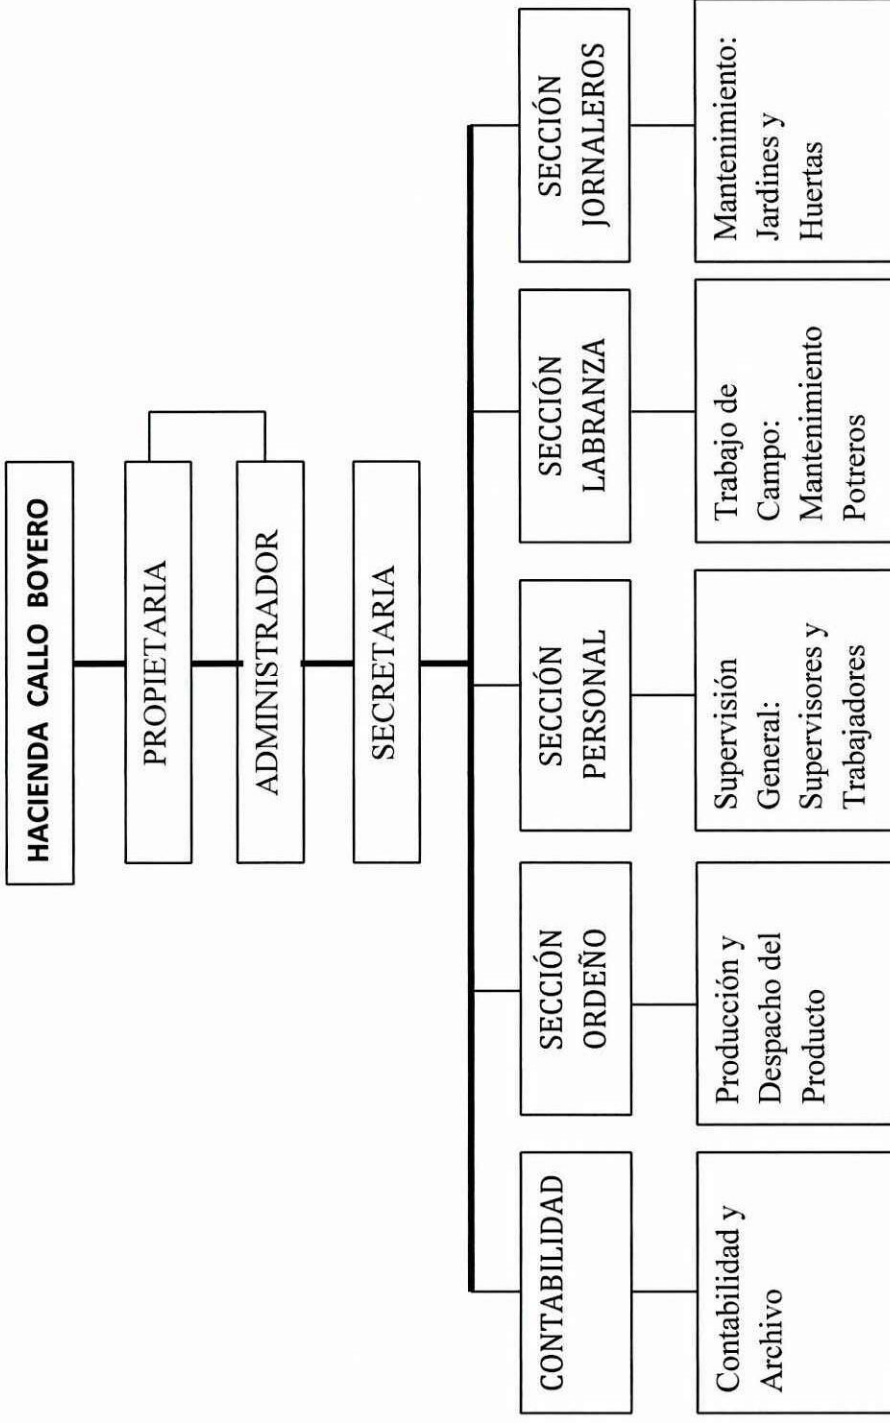 HACIENDA CALLO BOYERO
PROPIETARIA
ADMINISTRADOR
SECRETARIA
CONTABILIDAD
SECCIÓN
ORDEÑO
SECCIÓN
PERSONAL
SECCIÓN
LABRANZA
SECCIÓN
JORNALEROS
Contabilidad y
Archivo
Producción y
Despacho del
Producto
Supervisión
General:
Supervisores y
Trabajadores
Trabajo de
Campo:
Mantenimiento
Potreros
Mantenimiento:
Jardines y
Huertas